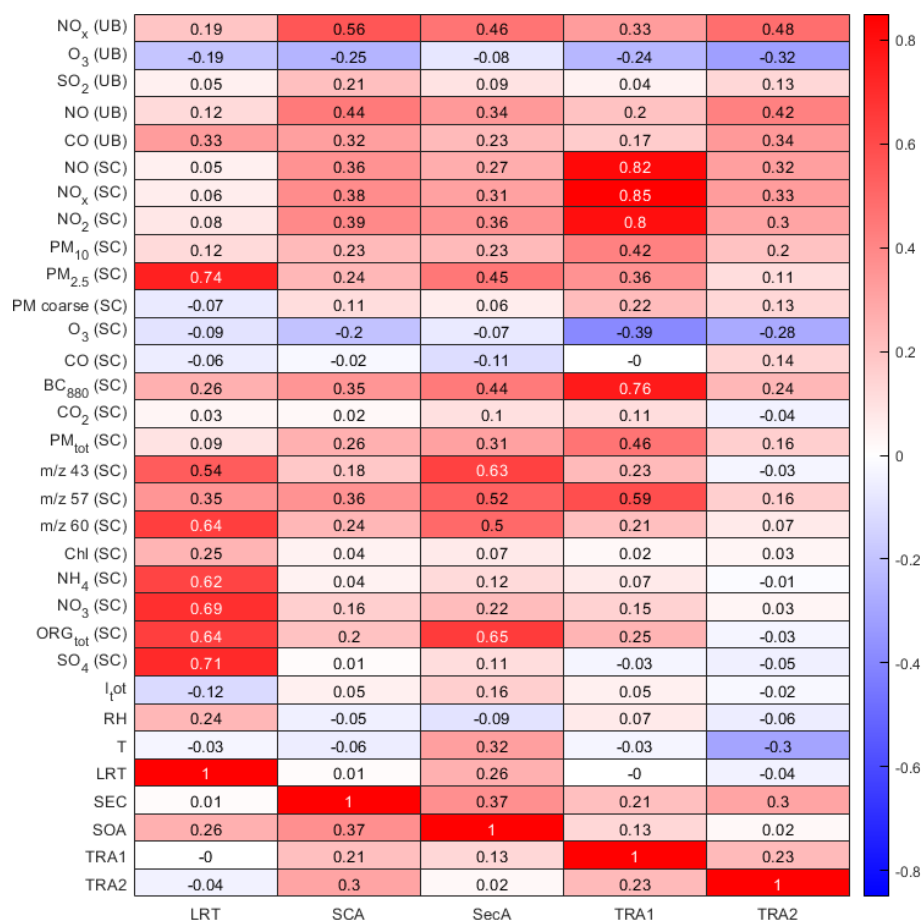 NOx (UB) 0.19 0.56 0.46 0.33 0.48
O3 (UB) -0.19 -0.25 -0.08 -0.24 -0.32
SO2 (UB) 0.05 0.21 0.09 0.04 0.13
NO (UB) 0.12 0.44 0.34 0.2 0.42
CO (UB) 0.33 0.32 0.23 0.17 0.34
NO (SC) 0.05 0.36 0.27 0.82 0.32
NOx (SC) 0.06 0.38 0.31 0.85 0.33
NO2 (SC) 0.08 0.39 0.36 0.8 0.3
PM10 (SC) 0.12 0.23 0.23 0.42 0.2
PM2.5 (SC) 0.74 0.24 0.45 0.36 0.11
PM coarse (SC) -0.07 0.11 0.06 0.22 0.13
O3 (SC) -0.09 -0.2 -0.07 -0.39 -0.28
CO (SC) -0.06 -0.02 -0.11 -0 0.14
BC880 (SC) 0.26 0.35 0.44 0.76 0.24
CO2 (SC) 0.03 0.02 0.1 0.11 -0.04
PMtot (SC) 0.09 0.26 0.31 0.46 0.16
m/z 43 (SC) 0.54 0.18 0.63 0.23 -0.03
m/z 57 (SC) 0.35 0.36 0.52 0.59 0.16
m/z 60 (SC) 0.64 0.24 0.5 0.21 0.07
Chl (SC) 0.25 0.04 0.07 0.02 0.03
NH4 (SC) 0.62 0.04 0.12 0.07 -0.01
NO3 (SC) 0.69 0.16 0.22 0.15 0.03
ORGtot (SC) 0.64 0.2 0.65 0.25 -0.03
SO4 (SC) 0.71 0.01 0.11 -0.03 -0.05
Itot -0.12 0.05 0.16 0.05 -0.02
RH 0.24 -0.05 -0.09 0.07 -0.06
T -0.03 -0.06 0.32 -0.03 -0.3
LRT 1 0.01 0.26 -0 -0.04
SEC 0.01 1 0.37 0.21 0.3
SOA 0.26 0.37 1 0.13 0.02
TRA1 -0 0.21 0.13 1 0.23
TRA2 -0.04 0.3 0.02 0.23 1
LRT SCA SecA TRA1 TRA2
0.8
0.6
0.4
0.2
0
-0.2
-0.4
-0.6
-0.8